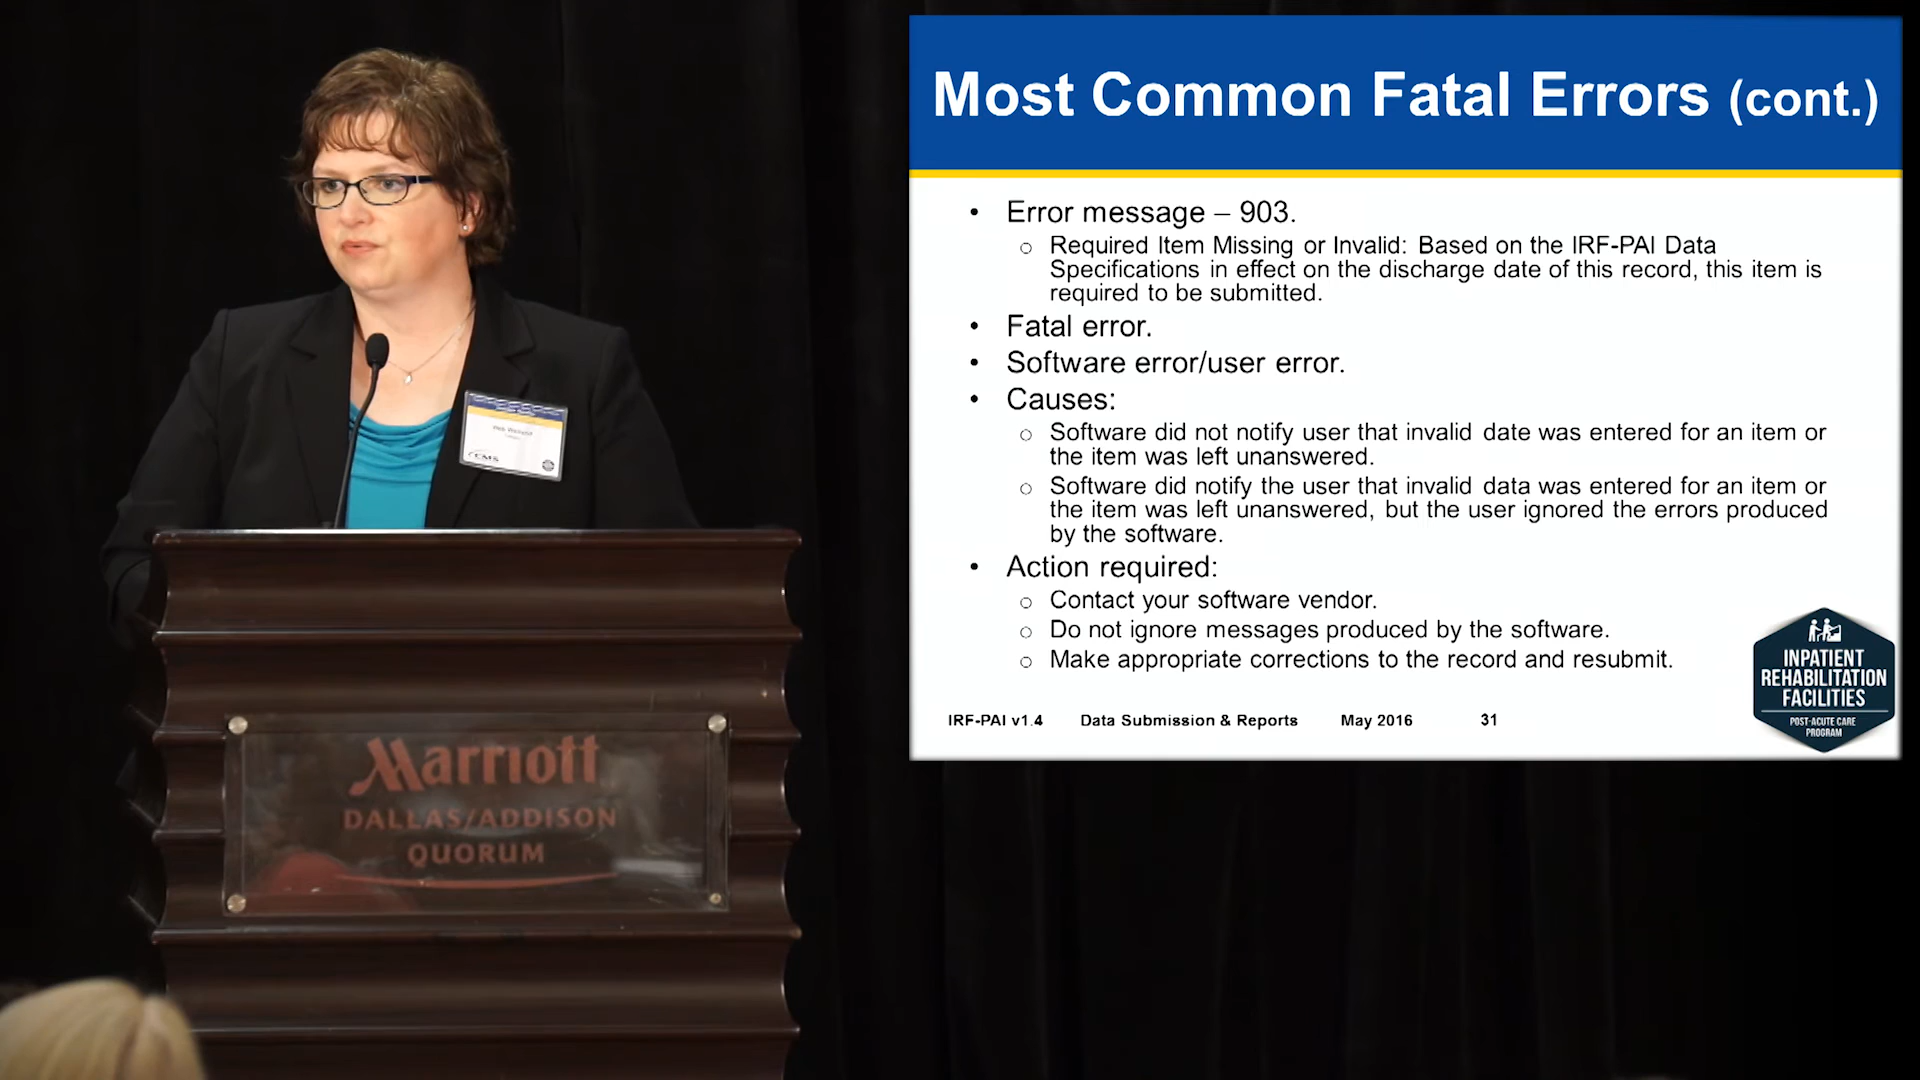 Most Common Fatal Errors (cont.)
• Error message – 903.
o Required Item Missing or Invalid: Based on the IRF-PAI Data
Specifications in effect on the discharge date of this record, this item is
required to be submitted.
• Fatal error.
• Software error/user error.
• Causes:
o Software did not notify user that invalid date was entered for an item or
the item was left unanswered.
o Software did notify the user that invalid data was entered for an item or
the item was left unanswered, but the user ignored the errors produced
by the software.
• Action required:
o Contact your software vendor.
o Do not ignore messages produced by the software.
o Make appropriate corrections to the record and resubmit.
IRF-PAI v1.4 Data Submission & Reports May 2016 31
INPATIENT
REHABILITATION
FACILITIES
POST-ACUTE CARE
PROGRAM
CMS
Marriott
DALLAS/ADDISON
QUORUM